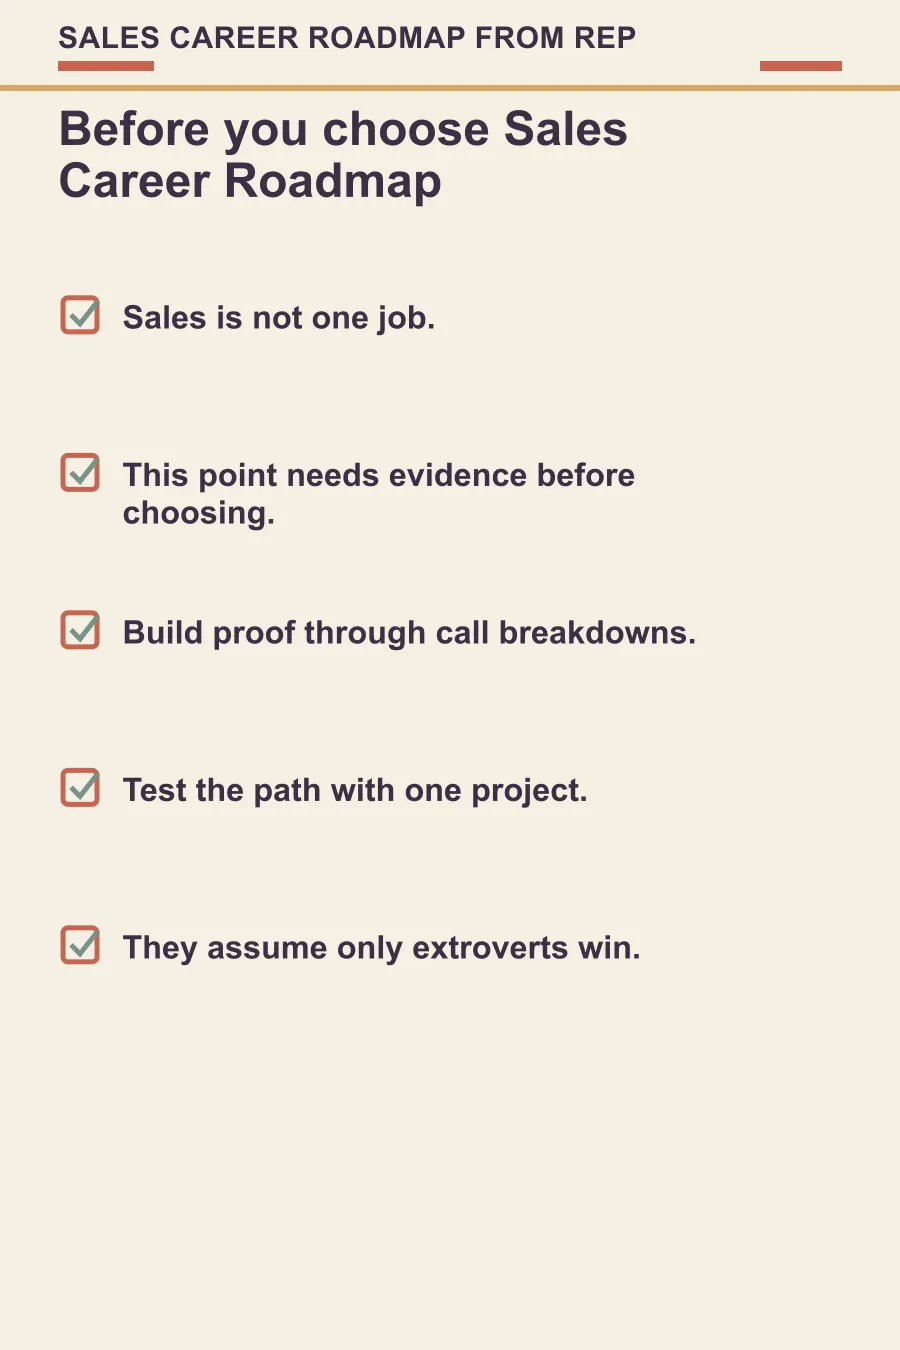 SALES CAREER ROADMAP FROM REP
Before you choose Sales
Career Roadmap
Sales is not one job.
This point needs evidence before
choosing.
Build proof through call breakdowns.
Test the path with one project.
They assume only extroverts win.